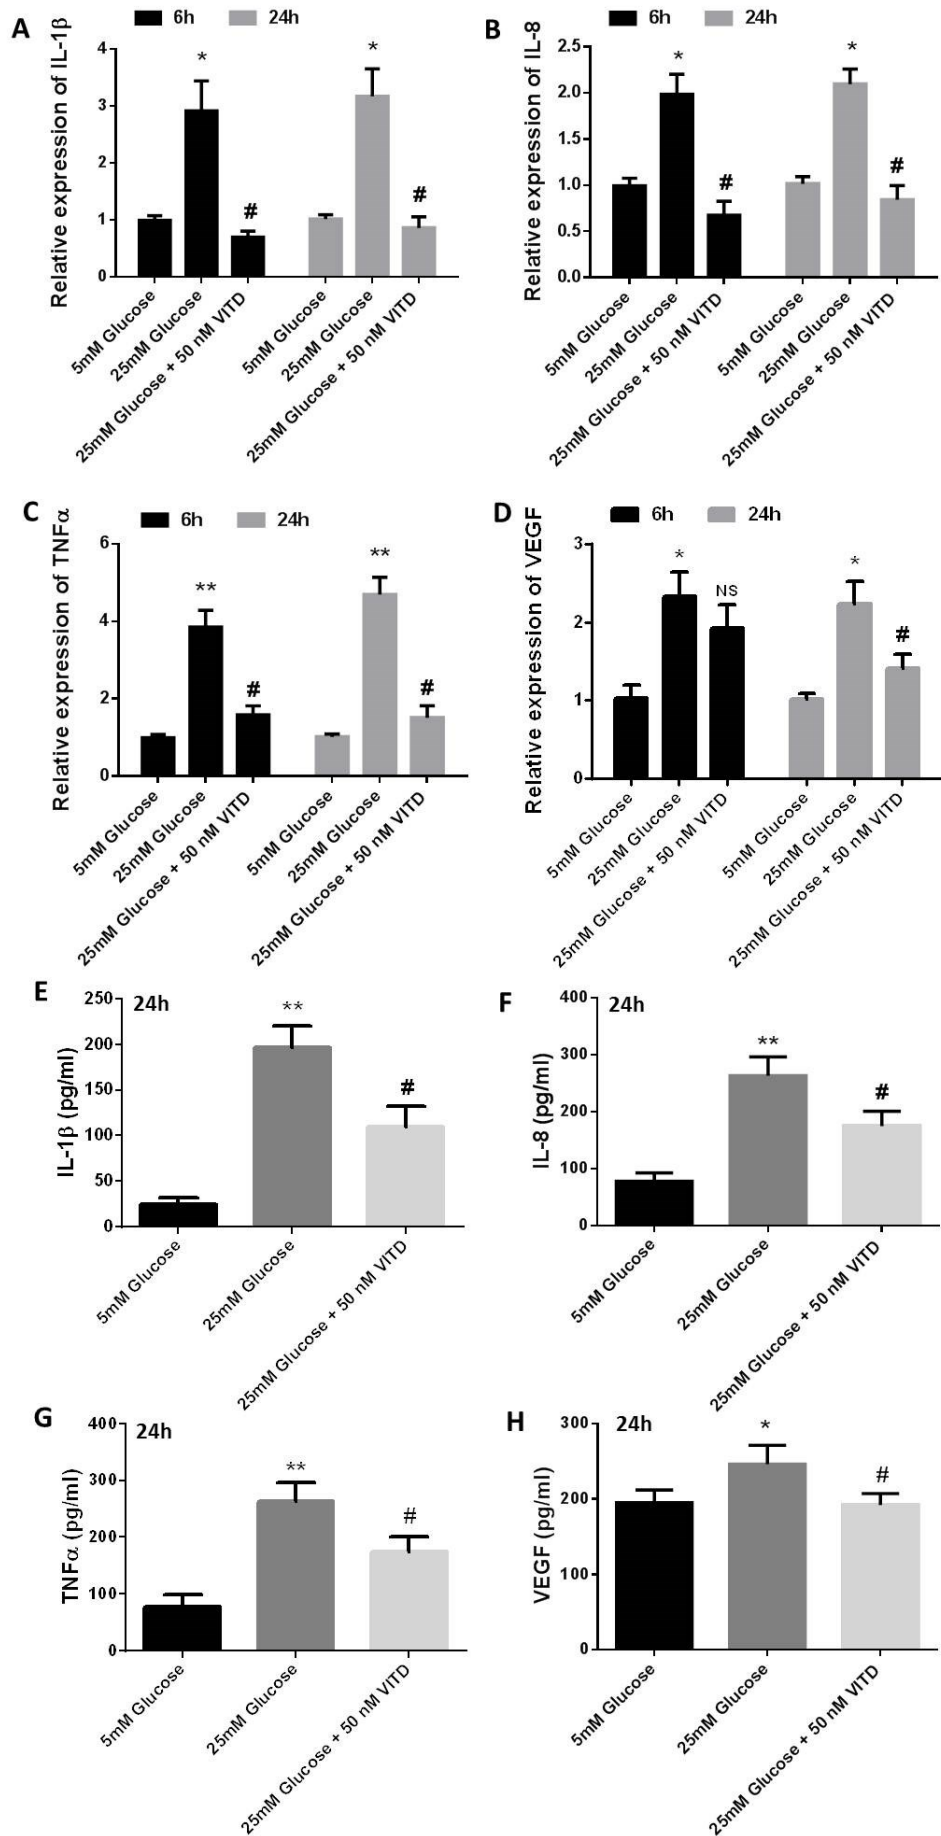 A
6h
24h
Relative expression of IL-1β
4
3
2
1
0
*
#
*
#
5mM Glucose
25mM Glucose
25mM Glucose + 50 nM VITD
5mM Glucose
25mM Glucose
25mM Glucose + 50 nM VITD
B
6h
24h
Relative expression of IL-8
2.5
2.0
1.5
1.0
0.5
0.0
*
#
*
#
5mM Glucose
25mM Glucose
25mM Glucose + 50 nM VITD
5mM Glucose
25mM Glucose
25mM Glucose + 50 nM VITD
C
6h
24h
Relative expression of TNFα
6
4
2
0
**
#
**
#
5mM Glucose
25mM Glucose
25mM Glucose + 50 nM VITD
5mM Glucose
25mM Glucose
25mM Glucose + 50 nM VITD
D
6h
24h
Relative expression of VEGF
3
2
1
0
*
NS
*
#
5mM Glucose
25mM Glucose
25mM Glucose + 50 nM VITD
5mM Glucose
25mM Glucose
25mM Glucose + 50 nM VITD
E
24h
IL-1β (pg/ml)
250
200
150
100
50
0
**
#
5mM Glucose
25mM Glucose
25mM Glucose + 50 nM VITD
F
24h
IL-8 (pg/ml)
400
300
200
100
0
**
#
5mM Glucose
25mM Glucose
25mM Glucose + 50 nM VITD
G
24h
TNFα (pg/ml)
400
300
200
100
0
**
#
5mM Glucose
25mM Glucose
25mM Glucose + 50 nM VITD
H
24h
VEGF (pg/ml)
300
200
100
0
*
#
5mM Glucose
25mM Glucose
25mM Glucose + 50 nM VITD